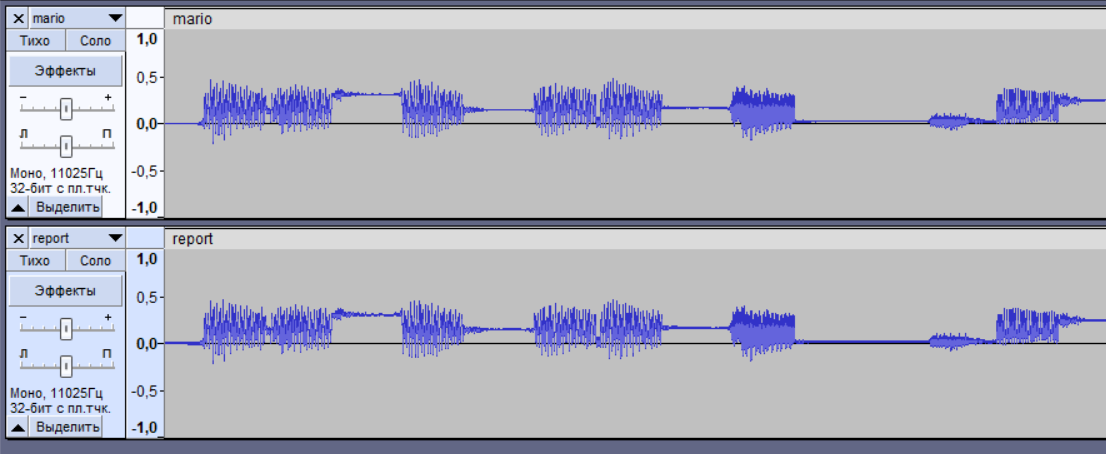 mario
mario
Тихо Соло
Эффекты
- +
Л П
Моно, 11025Гц
32-бит с пл.тчк.
Выделить
1,0
0,5-
0,0-
-0,5-
-1,0
report
report
Тихо Соло
Эффекты
- +
Л П
Моно, 11025Гц
32-бит с пл.тчк.
Выделить
1,0
0,5-
0,0-
-0,5-
-1,0